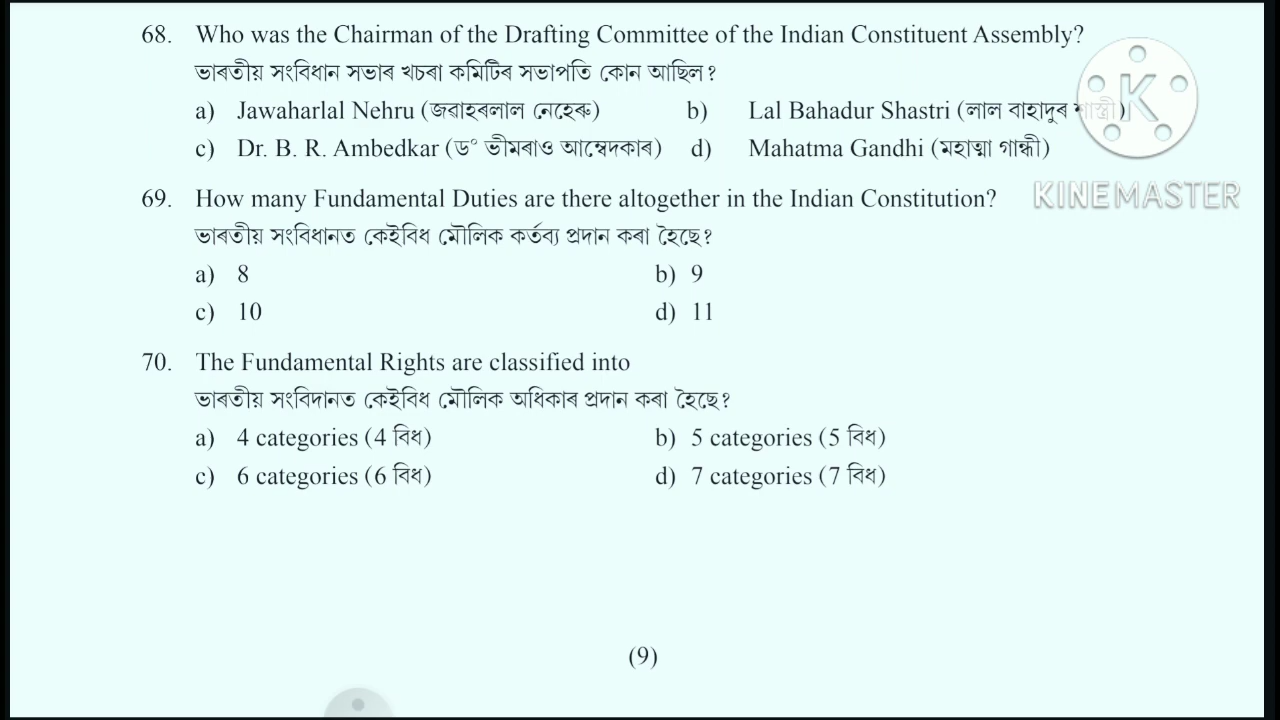 68. Who was the Chairman of the Drafting Committee of the Indian Constituent Assembly?
ভাৰতীয় সংবিধান সভাৰ খচৰা কমিটিৰ সভাপতি কোন আছিল?
a) Jawaharlal Nehru (জৱাহৰলাল নেহেৰু) b) Lal Bahadur Shastri (লাল বাহাদুৰ শাস্ত্ৰী)
c) Dr. B. R. Ambedkar (ড° ভীমৰাও আম্বেদকাৰ) d) Mahatma Gandhi (মহাত্মা গান্ধী)
K
KINEMASTER
69. How many Fundamental Duties are there altogether in the Indian Constitution?
ভাৰতীয় সংবিধানত কেইবিধ মৌলিক কৰ্তব্য প্ৰদান কৰা হৈছে?
a) 8 b) 9
c) 10 d) 11
70. The Fundamental Rights are classified into
ভাৰতীয় সংবিদানত কেইবিধ মৌলিক অধিকাৰ প্ৰদান কৰা হৈছে?
a) 4 categories (4 বিধ) b) 5 categories (5 বিধ)
c) 6 categories (6 বিধ) d) 7 categories (7 বিধ)
(9)